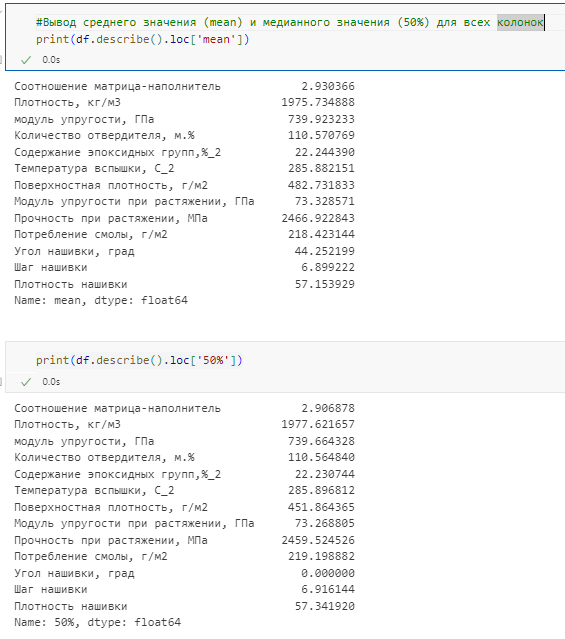 #Вывод среднего значения (mean) и медианного значения (50%) для всех колонок
print(df.describe().loc['mean'])
0.0s
Соотношение матрица-наполнитель 2.930366
Плотность, кг/м3 1975.734888
модуль упругости, ГПа 739.923233
Количество отвердителя, м.% 110.570769
Содержание эпоксидных групп,%_2 22.244390
Температура вспышки, С_2 285.882151
Поверхностная плотность, г/м2 482.731833
Модуль упругости при растяжении, ГПа 73.328571
Прочность при растяжении, МПа 2466.922843
Потребление смолы, г/м2 218.423144
Угол нашивки, град 44.252199
Шаг нашивки 6.899222
Плотность нашивки 57.153929
Name: mean, dtype: float64
print(df.describe().loc['50%'])
0.0s
Соотношение матрица-наполнитель 2.906878
Плотность, кг/м3 1977.621657
модуль упругости, ГПа 739.664328
Количество отвердителя, м.% 110.564840
Содержание эпоксидных групп,%_2 22.230744
Температура вспышки, С_2 285.896812
Поверхностная плотность, г/м2 451.864365
Модуль упругости при растяжении, ГПа 73.268805
Прочность при растяжении, МПа 2459.524526
Потребление смолы, г/м2 219.198882
Угол нашивки, град 0.000000
Шаг нашивки 6.916144
Плотность нашивки 57.341920
Name: 50%, dtype: float64